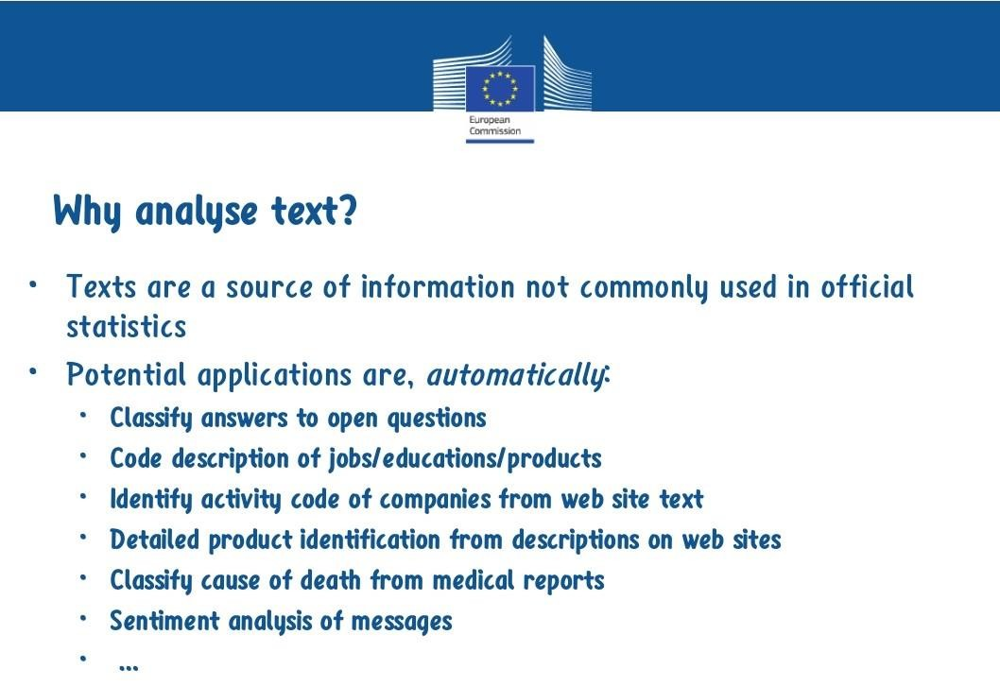 European
Commission
Why analyse text?
• Texts are a source of information not commonly used in official
statistics
• Potential applications are, automatically:
• Classify answers to open questions
• Code description of jobs/educations/products
• Identify activity code of companies from web site text
• Detailed product identification from descriptions on web sites
• Classify cause of death from medical reports
• Sentiment analysis of messages
• ...